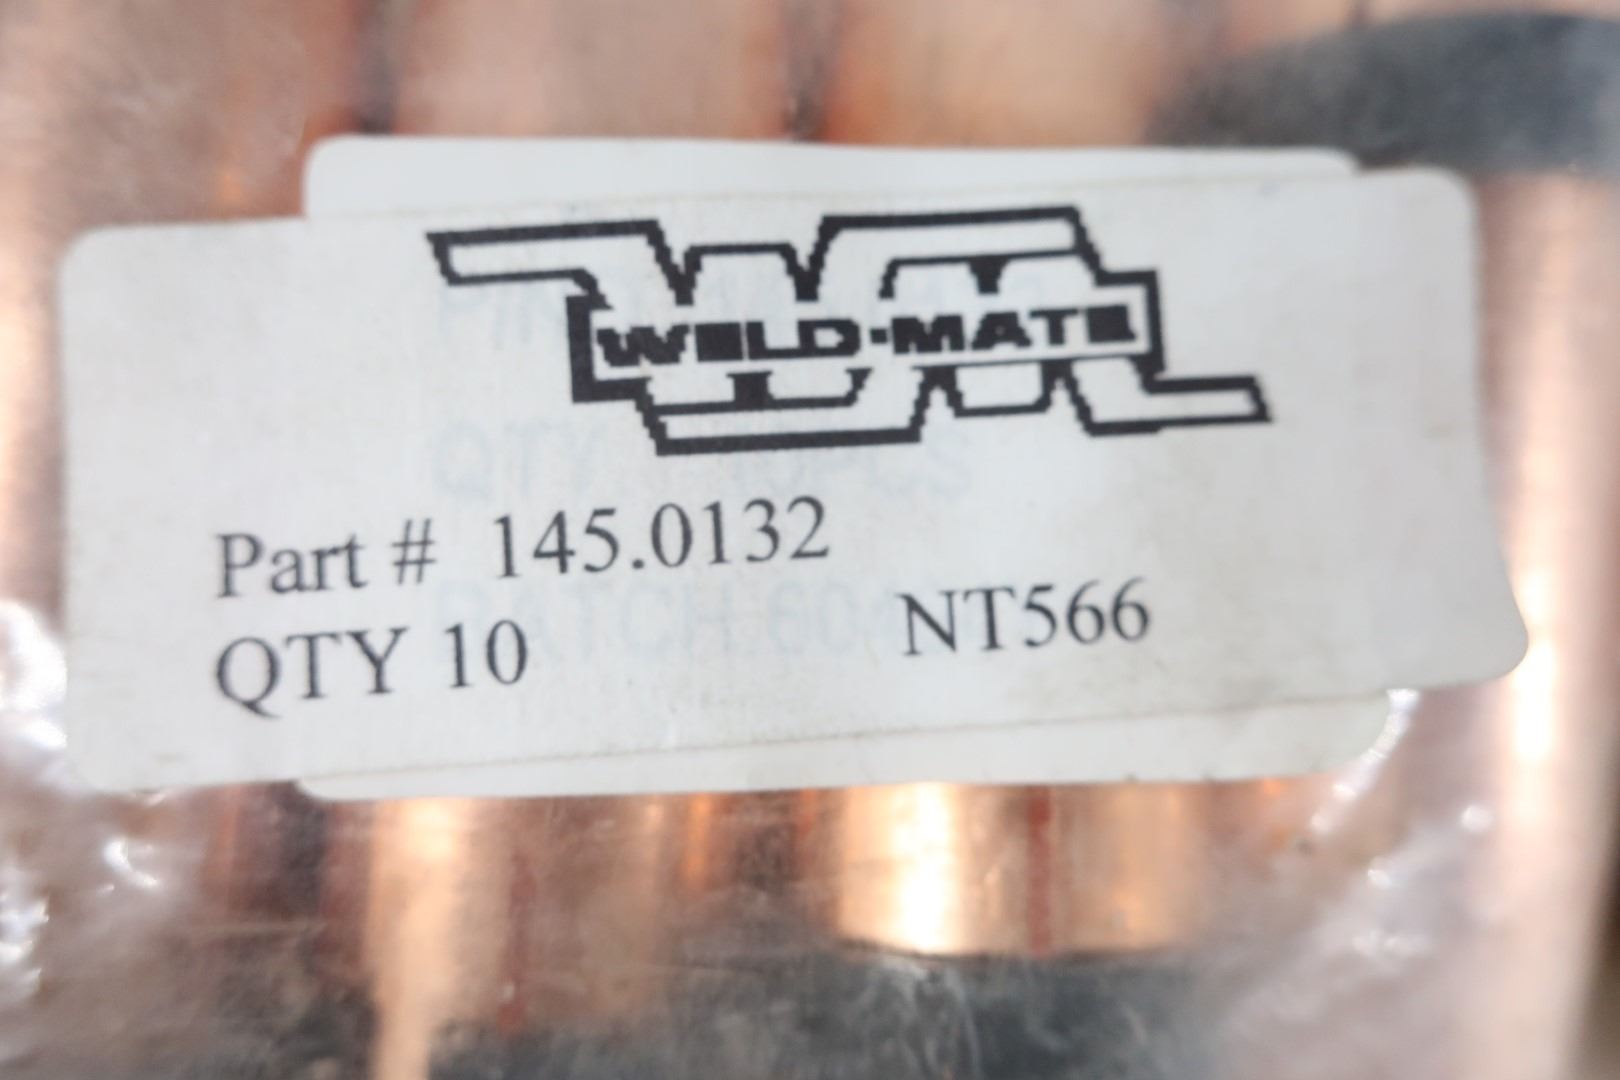 WELD-MATE
Part # 145.0132
QTY 10
NT566